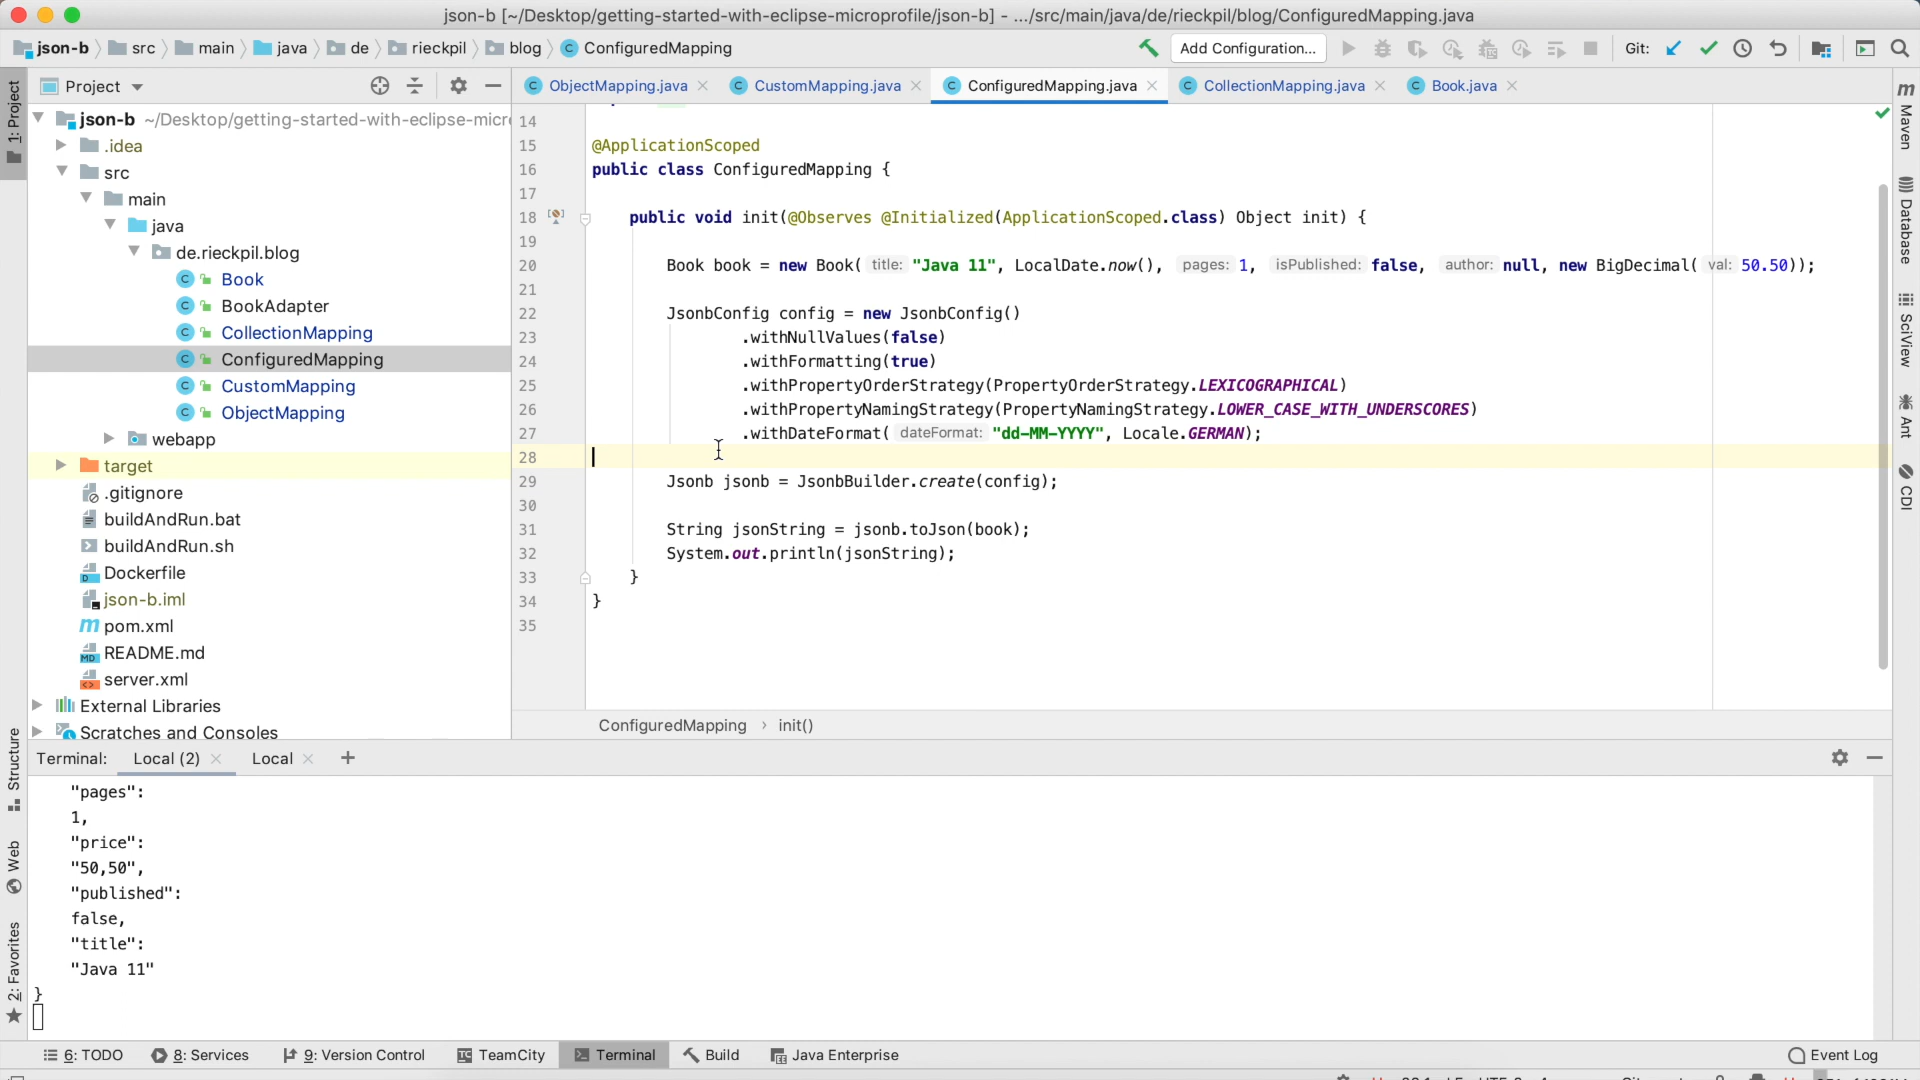 json-b [~/Desktop/getting-started-with-eclipse-microprofile/json-b] - .../src/main/java/de/rieckpil/blog/ConfiguredMapping.java
json-b src main java de rieckpil blog ConfiguredMapping Add Configuration... Git:
Project ObjectMapping.java CustomMapping.java ConfiguredMapping.java CollectionMapping.java Book.java
json-b ~/Desktop/getting-started-with-eclipse-micr
.idea
src
main
java
de.rieckpil.blog
Book
BookAdapter
CollectionMapping
ConfiguredMapping
CustomMapping
ObjectMapping
webapp
target
.gitignore
buildAndRun.bat
buildAndRun.sh
Dockerfile
json-b.iml
pom.xml
README.md
server.xml
External Libraries
Scratches and Consoles
14
15 @ApplicationScoped
16 public class ConfiguredMapping {
17
18 public void init(@Observes @Initialized(ApplicationScoped.class) Object init) {
19
20 Book book = new Book( title: "Java 11", LocalDate.now(), pages: 1, isPublished: false, author: null, new BigDecimal( val: 50.50));
21
22 JsonbConfig config = new JsonbConfig()
23 .withNullValues(false)
24 .withFormatting(true)
25 .withPropertyOrderStrategy(PropertyOrderStrategy.LEXICOGRAPHICAL)
26 .withPropertyNamingStrategy(PropertyNamingStrategy.LOWER_CASE_WITH_UNDERSCORES)
27 .withDateFormat( dateFormat: "dd-MM-YYYY", Locale.GERMAN);
28
29 Jsonb jsonb = JsonbBuilder.create(config);
30
31 String jsonString = jsonb.toJson(book);
32 System.out.println(jsonString);
33 }
34 }
35
ConfiguredMapping › init()
1: Project
Structure
Web
2: Favorites
Maven
Database
SciView
Ant
CDI
Terminal: Local (2) Local
"pages":
1,
"price":
"50,50",
"published":
false,
"title":
"Java 11"
}
6: TODO 8: Services 9: Version Control TeamCity Terminal Build Java Enterprise Event Log